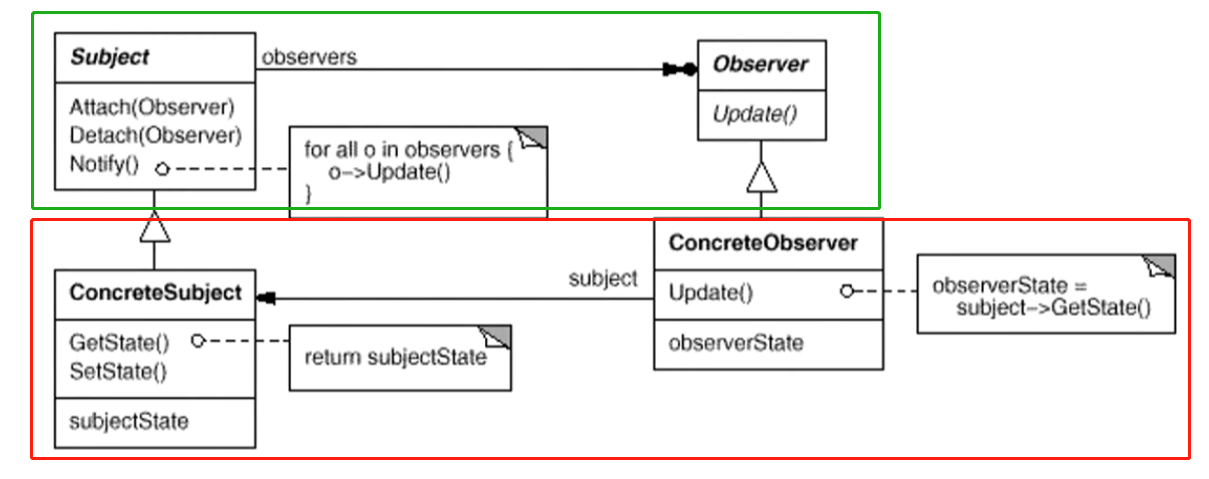 Subject
observers
Observer
Attach(Observer)
Detach(Observer)
Notify()
for all o in observers {
o->Update()
}
Update()
ConcreteSubject
GetState()
SetState()
subjectState
return subjectState
subject
ConcreteObserver
Update()
observerState
observerState =
subject->GetState()